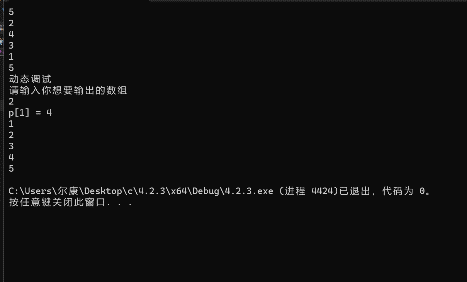 5
2
4
3
1
5
动态调试
请输入你想要输出的数组
2
p[1] = 4
1
2
3
4
5
C:\Users\尔康\Desktop\c\4.2.3\x64\Debug\4.2.3.exe (进程 4424)已退出，代码为 0。
按任意键关闭此窗口. . .